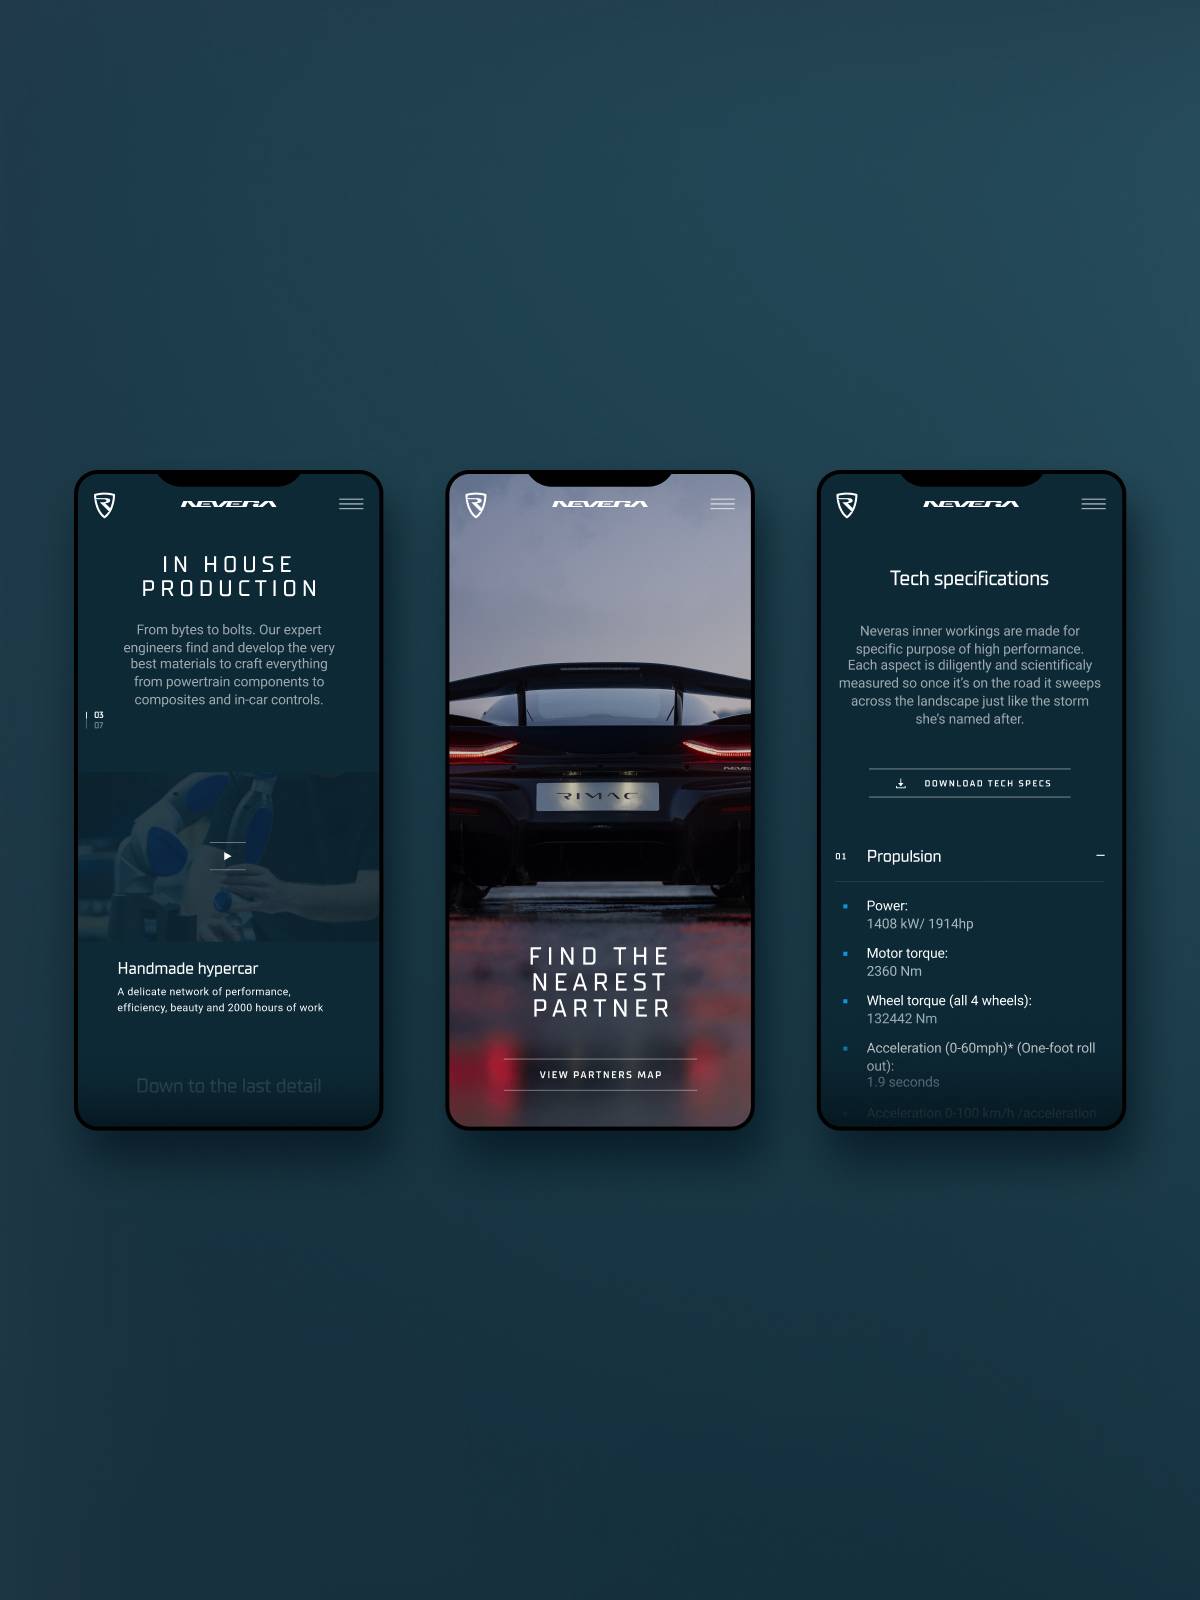 NEVERA
IN HOUSE
PRODUCTION
From bytes to bolts. Our expert
engineers find and develop the very
best materials to craft everything
from powertrain components to
composites and in-car controls.
03
07
Handmade hypercar
A delicate network of performance,
efficiency, beauty and 2000 hours of work
Down to the last detail
NEVERA
NEVE
RIMAC
FIND THE
NEAREST
PARTNER
VIEW PARTNERS MAP
NEVERA
Tech specifications
Neveras inner workings are made for
specific purpose of high performance.
Each aspect is diligently and scientificaly
measured so once it's on the road it sweeps
across the landscape just like the storm
she's named after.
DOWNLOAD TECH SPECS
01 Propulsion
Power:
1408 kW/ 1914hp
Motor torque:
2360 Nm
Wheel torque (all 4 wheels):
132442 Nm
Acceleration (0-60mph)* (One-foot roll
out):
1.9 seconds
Acceleration 0-100 km/h /acceleration